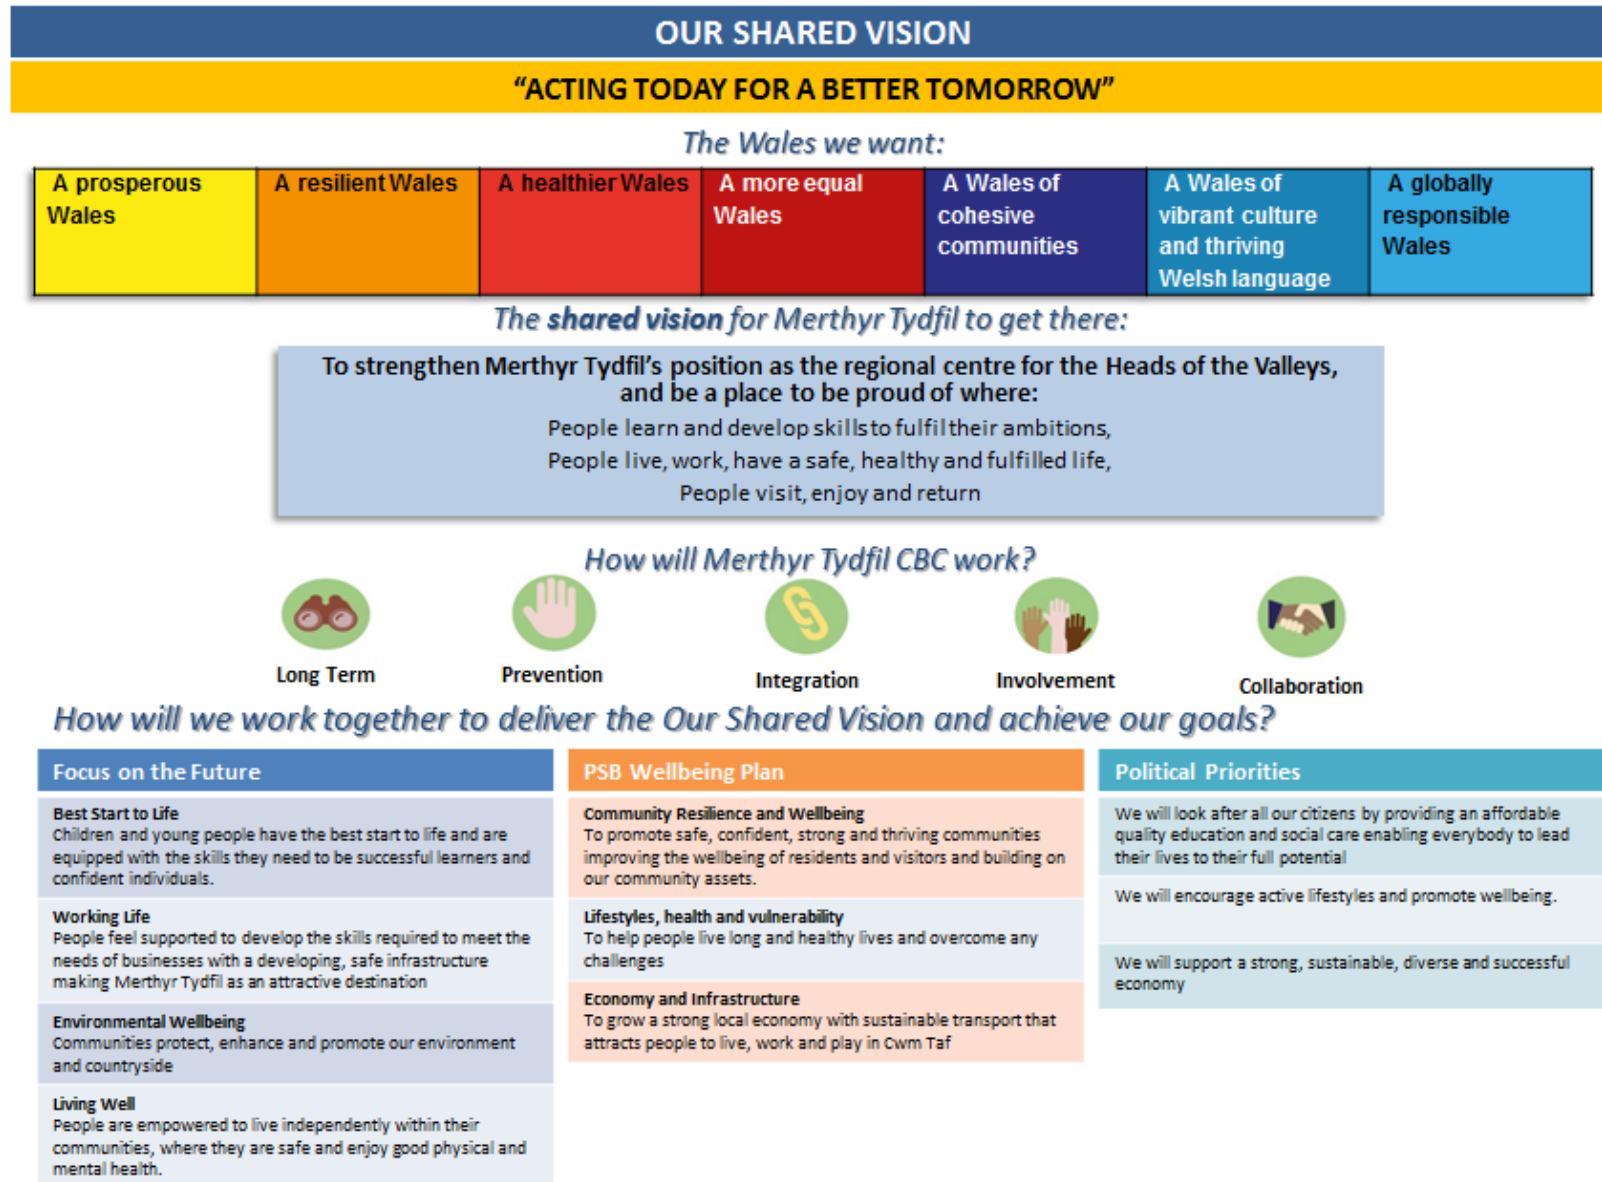 OUR SHARED VISION
“ACTING TODAY FOR A BETTER TOMORROW”
The Wales we want:
A prosperous
Wales
A resilient Wales
A healthier Wales
A more equal
Wales
A Wales of
cohesive
communities
A Wales of
vibrant culture
and thriving
Welsh language
A globally
responsible
Wales
The shared vision for Merthyr Tydfil to get there:
To strengthen Merthyr Tydfil’s position as the regional centre for the Heads of the Valleys,
and be a place to be proud of where:
People learn and develop skills to fulfil their ambitions,
People live, work, have a safe, healthy and fulfilled life,
People visit, enjoy and return
How will Merthyr Tydfil CBC work?
Long Term
Prevention
Integration
Involvement
Collaboration
How will we work together to deliver the Our Shared Vision and achieve our goals?
Focus on the Future
Best Start to Life
Children and young people have the best start to life and are
equipped with the skills they need to be successful learners and
confident individuals.
Working Life
People feel supported to develop the skills required to meet the
needs of businesses with a developing, safe infrastructure
making Merthyr Tydfil as an attractive destination
Environmental Wellbeing
Communities protect, enhance and promote our environment
and countryside
Living Well
People are empowered to live independently within their
communities, where they are safe and enjoy good physical and
mental health.
PSB Wellbeing Plan
Community Resilience and Wellbeing
To promote safe, confident, strong and thriving communities
improving the wellbeing of residents and visitors and building on
our community assets.
Lifestyles, health and vulnerability
To help people live long and healthy lives and overcome any
challenges
Economy and Infrastructure
To grow a strong local economy with sustainable transport that
attracts people to live, work and play in Cwm Taf
Political Priorities
We will look after all our citizens by providing an affordable
quality education and social care enabling everybody to lead
their lives to their full potential
We will encourage active lifestyles and promote wellbeing.
We will support a strong, sustainable, diverse and successful
economy